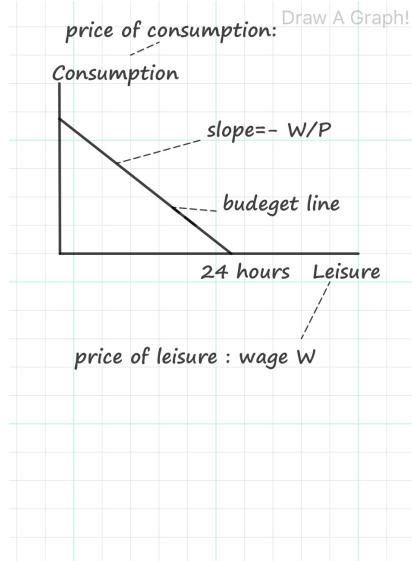 Draw A Graph!
price of consumption:
Consumption
slope=- W/P
budeget line
24 hours Leisure
price of leisure : wage W